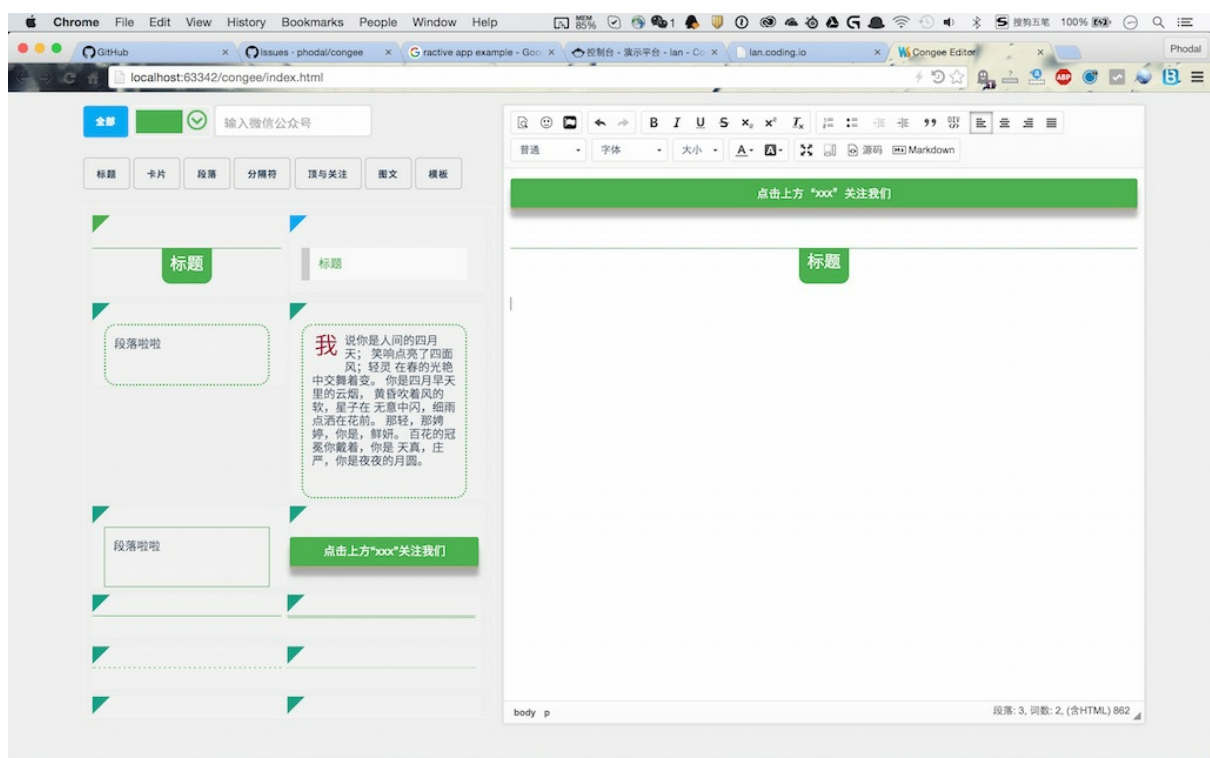 Chrome File Edit View History Bookmarks People Window Help MEM 85% 1 搜狗五笔 100%
GitHub × Issues - phodal/congee × ractive app example - Goo × 控制台 - 演示平台 - lan - Co × lan.coding.io × Congee Editor × Phodal
localhost:63342/congee/index.html
全部 输入微信公众号
标题 卡片 段落 分隔符 顶与关注 图文 模板
标题
标题
段落啦啦
我说你是人间的四月
天；笑响点亮了四面
风；轻灵 在春的光艳
中交舞着变。 你是四月早天
里的云烟， 黄昏吹着风的
软，星子在 无意中闪，细雨
点洒在花前。 那轻，那娉
婷，你是，鲜妍。 百花的冠
冕你戴着，你是 天真，庄
严，你是夜夜的月圆。
段落啦啦
点击上方“xxx”关注我们
B I U S x₂ x² Iₓ
普通 字体 大小 A A 源码 Markdown
点击上方 “xxx” 关注我们
标题
body p
段落: 3, 词数: 2, (含HTML) 862